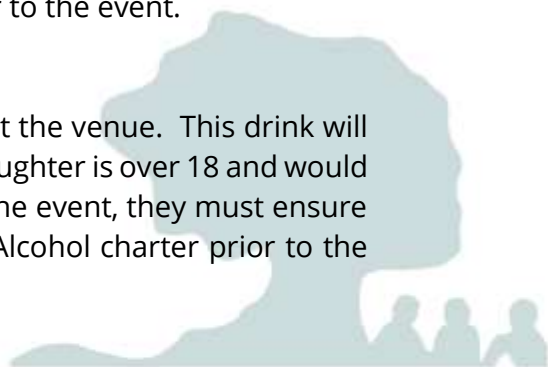 to the event.
t the venue. This drink will
ughter is over 18 and would
ne event, they must ensure
Alcohol charter prior to the